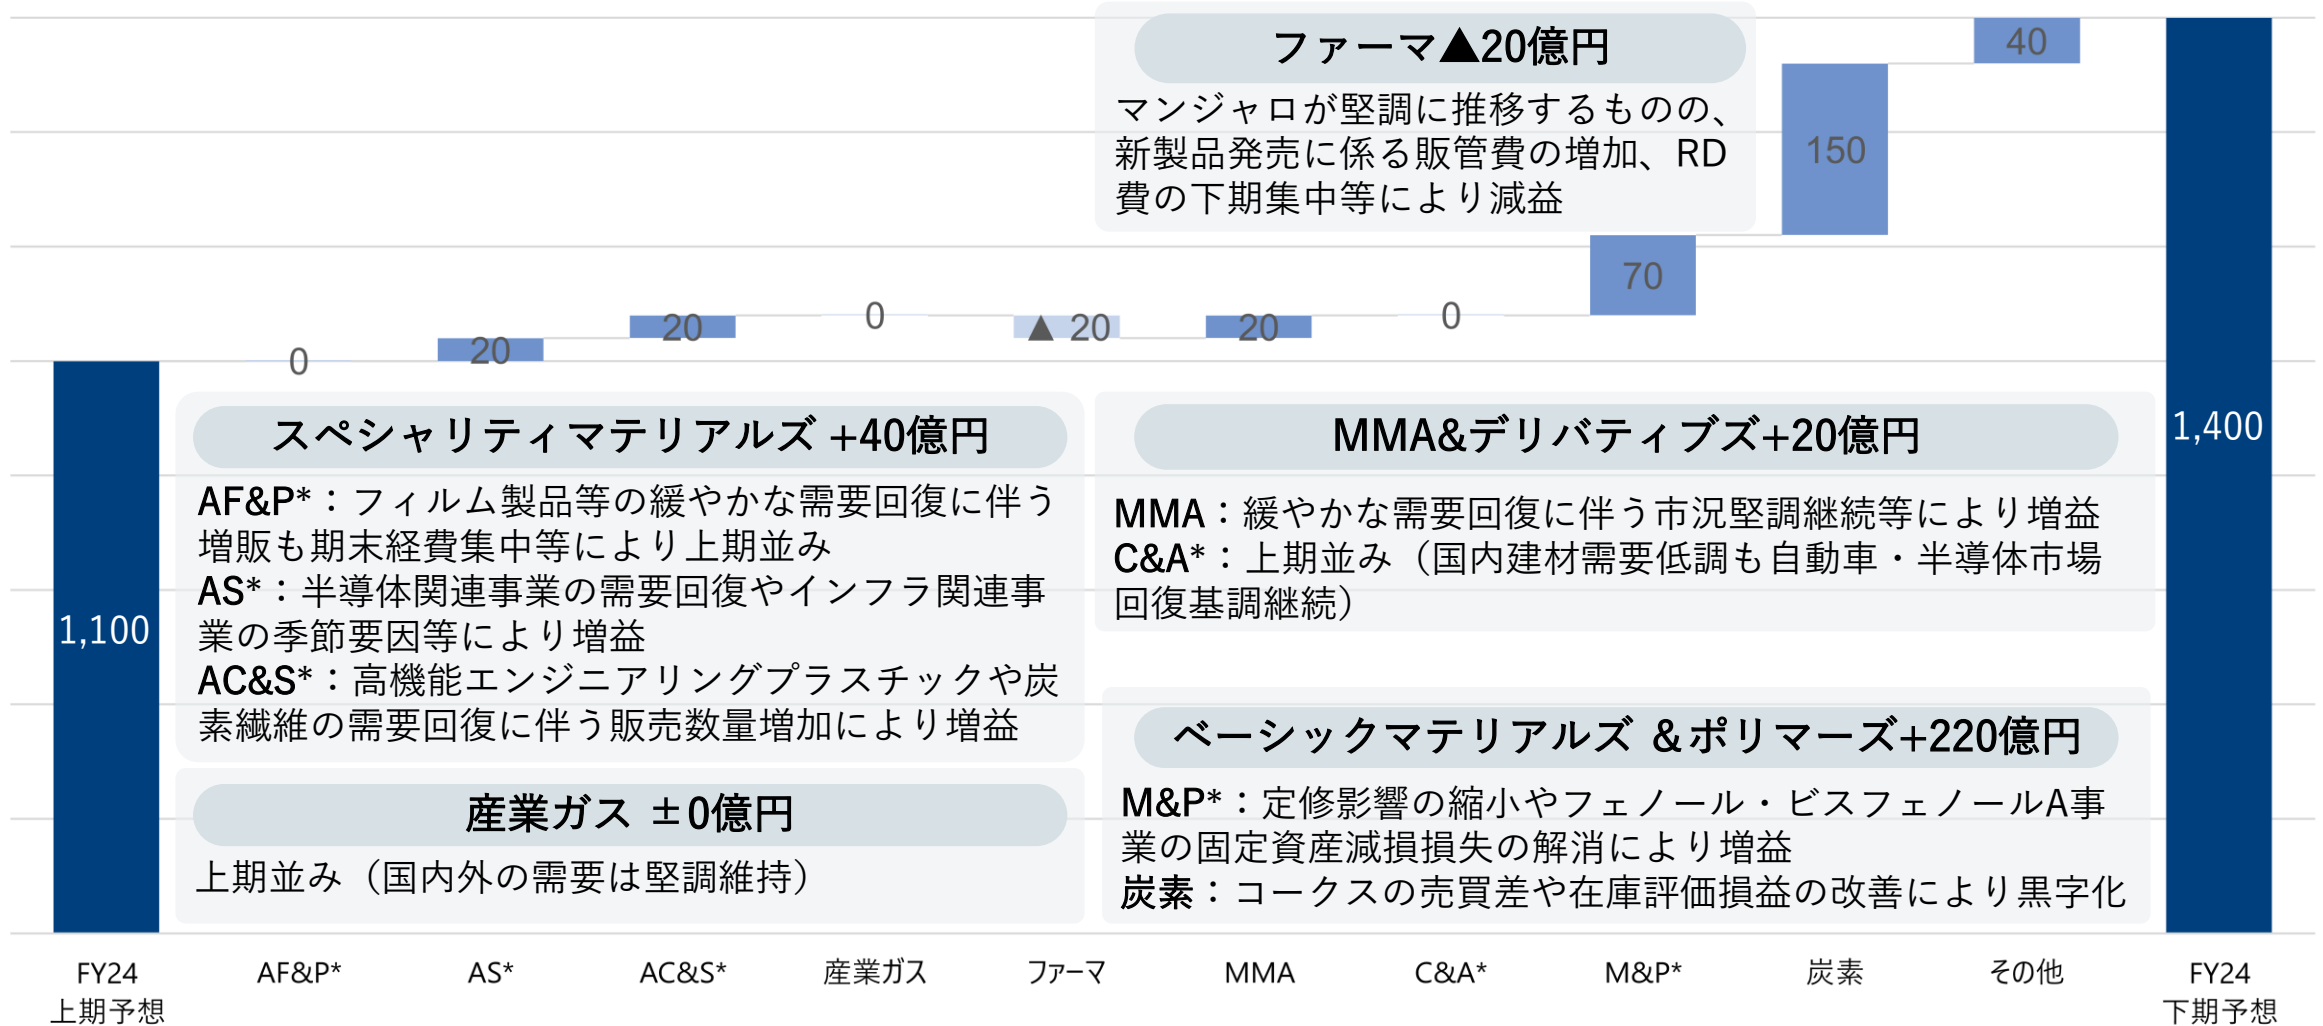 ファーマ▲20億円
マンジャロが堅調に推移するものの、
新製品発売に係る販管費の増加、RD
費の下期集中等により減益
40
150
70
0
20
20
0
▲ 20
20
0
1,100
1,400
スペシャリティマテリアルズ +40億円
AF&P*：フィルム製品等の緩やかな需要回復に伴う
増販も期末経費集中等により上期並み
AS*：半導体関連事業の需要回復やインフラ関連事
業の季節要因等により増益
AC&S*：高機能エンジニアリングプラスチックや炭
素繊維の需要回復に伴う販売数量増加により増益
産業ガス ±0億円
上期並み（国内外の需要は堅調維持）
MMA&デリバティブズ+20億円
MMA：緩やかな需要回復に伴う市況堅調継続等により増益
C&A*：上期並み（国内建材需要低調も自動車・半導体市場
回復基調継続）
ベーシックマテリアルズ ＆ポリマーズ+220億円
M&P*：定修影響の縮小やフェノール・ビスフェノールA事
業の固定資産減損損失の解消により増益
炭素：コークスの売買差や在庫評価損益の改善により黒字化
FY24
上期予想
AF&P*
AS*
AC&S*
産業ガス
ファーマ
MMA
C&A*
M&P*
炭素
その他
FY24
下期予想